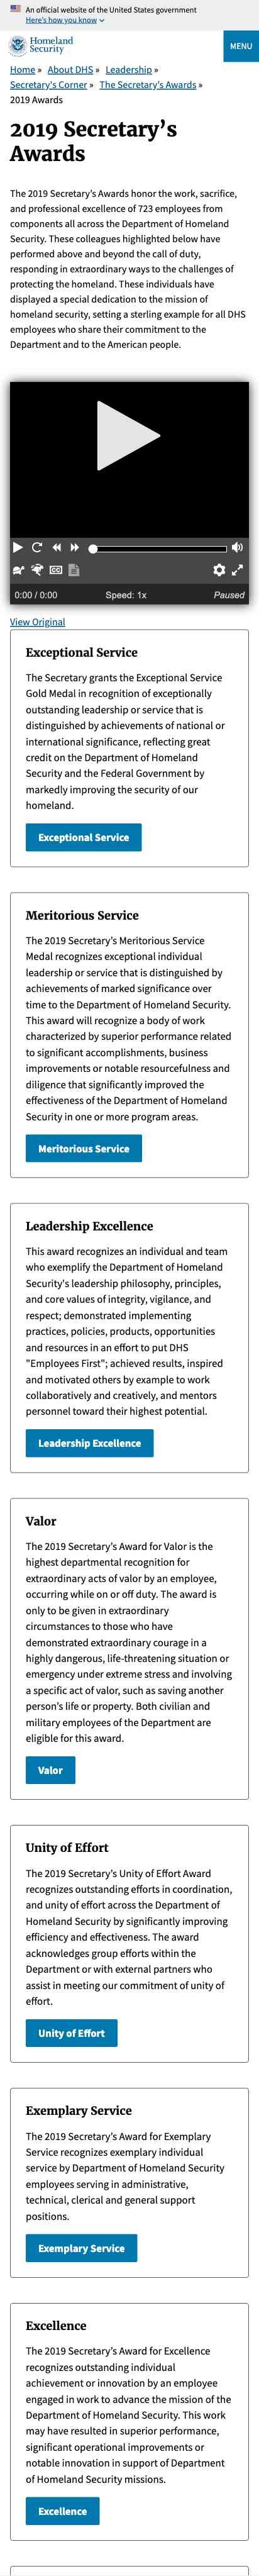 An official website of the United States government
Here's how you know
Homeland
Security
MENU
Home » About DHS » Leadership »
Secretary's Corner » The Secretary's Awards »
2019 Awards
2019 Secretary's
Awards
The 2019 Secretary's Awards honor the work, sacrifice,
and professional excellence of 723 employees from
components all across the Department of Homeland
Security. These colleagues highlighted below have
performed above and beyond the call of duty,
responding in extraordinary ways to the challenges of
protecting the homeland. These individuals have
displayed a special dedication to the mission of
homeland security, setting a sterling example for all DHS
employees who share their commitment to the
Department and to the American people.
CC
0:00 / 0:00 Speed: 1x Paused
View Original
Exceptional Service
The Secretary grants the Exceptional Service
Gold Medal in recognition of exceptionally
outstanding leadership or service that is
distinguished by achievements of national or
international significance, reflecting great
credit on the Department of Homeland
Security and the Federal Government by
markedly improving the security of our
homeland.
Exceptional Service
Meritorious Service
The 2019 Secretary's Meritorious Service
Medal recognizes exceptional individual
leadership or service that is distinguished by
achievements of marked significance over
time to the Department of Homeland Security.
This award will recognize a body of work
characterized by superior performance related
to significant accomplishments, business
improvements or notable resourcefulness and
diligence that significantly improved the
effectiveness of the Department of Homeland
Security in one or more program areas.
Meritorious Service
Leadership Excellence
This award recognizes an individual and team
who exemplify the Department of Homeland
Security's leadership philosophy, principles,
and core values of integrity, vigilance, and
respect; demonstrated implementing
practices, policies, products, opportunities
and resources in an effort to put DHS
"Employees First"; achieved results, inspired
and motivated others by example to work
collaboratively and creatively, and mentors
personnel toward their highest potential.
Leadership Excellence
Valor
The 2019 Secretary's Award for Valor is the
highest departmental recognition for
extraordinary acts of valor by an employee,
occurring while on or off duty. The award is
only to be given in extraordinary
circumstances to those who have
demonstrated extraordinary courage in a
highly dangerous, life-threatening situation or
emergency under extreme stress and involving
a specific act of valor, such as saving another
person's life or property. Both civilian and
military employees of the Department are
eligible for this award.
Valor
Unity of Effort
The 2019 Secretary's Unity of Effort Award
recognizes outstanding efforts in coordination,
and unity of effort across the Department of
Homeland Security by significantly improving
efficiency and effectiveness. The award
acknowledges group efforts within the
Department or with external partners who
assist in meeting our commitment of unity of
effort.
Unity of Effort
Exemplary Service
The 2019 Secretary's Award for Exemplary
Service recognizes exemplary individual
service by Department of Homeland Security
employees serving in administrative,
technical, clerical and general support
positions.
Exemplary Service
Excellence
The 2019 Secretary's Award for Excellence
recognizes outstanding individual
achievement or innovation by an employee
engaged in work to advance the mission of the
Department of Homeland Security. This work
may have resulted in superior performance,
significant operational improvements or
notable innovation in support of Department
of Homeland Security missions.
Excellence